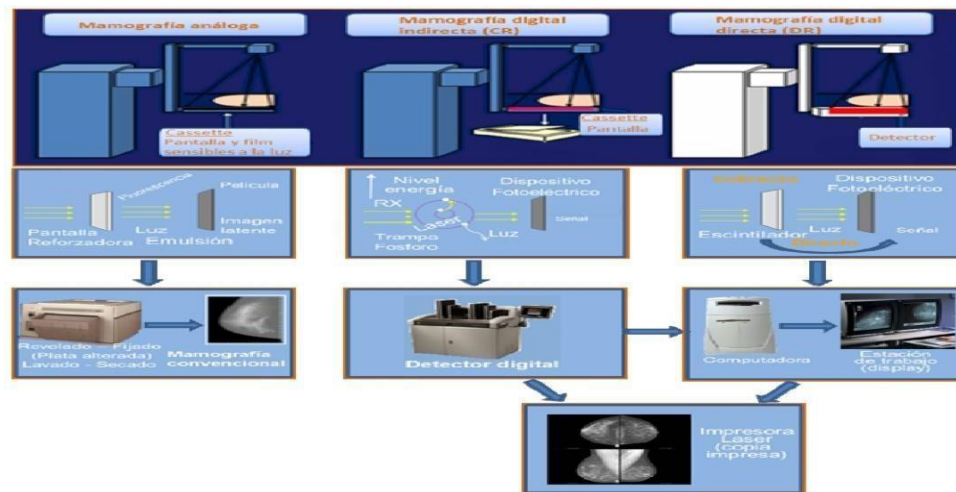 Mamografía análoga
Mamografía digital
indirecta (CR)
Mamografía digital
directa (DR)
Cassette
Pantalla y film
sensibles a la luz
Cassette
Pantalla
Detector
Fluorescencia
Película
Pantalla
Reforzadora
Luz
Emulsión
Imagen
latente
Nivel
energía
RX
Laser
Trampa
Fosforo
Luz
Dispositivo
Fotoeléctrico
Señal
Indirecto
Dispositivo
Fotoeléctrico
Escintilador
Luz
Señal
Directo
Revelado - Fijado
(Plata alterada)
Lavado - Secado
Mamografía
convencional
Detector digital
Computadora
Estación
de trabajo
(display)
Impresora
Laser
(copia
impresa)